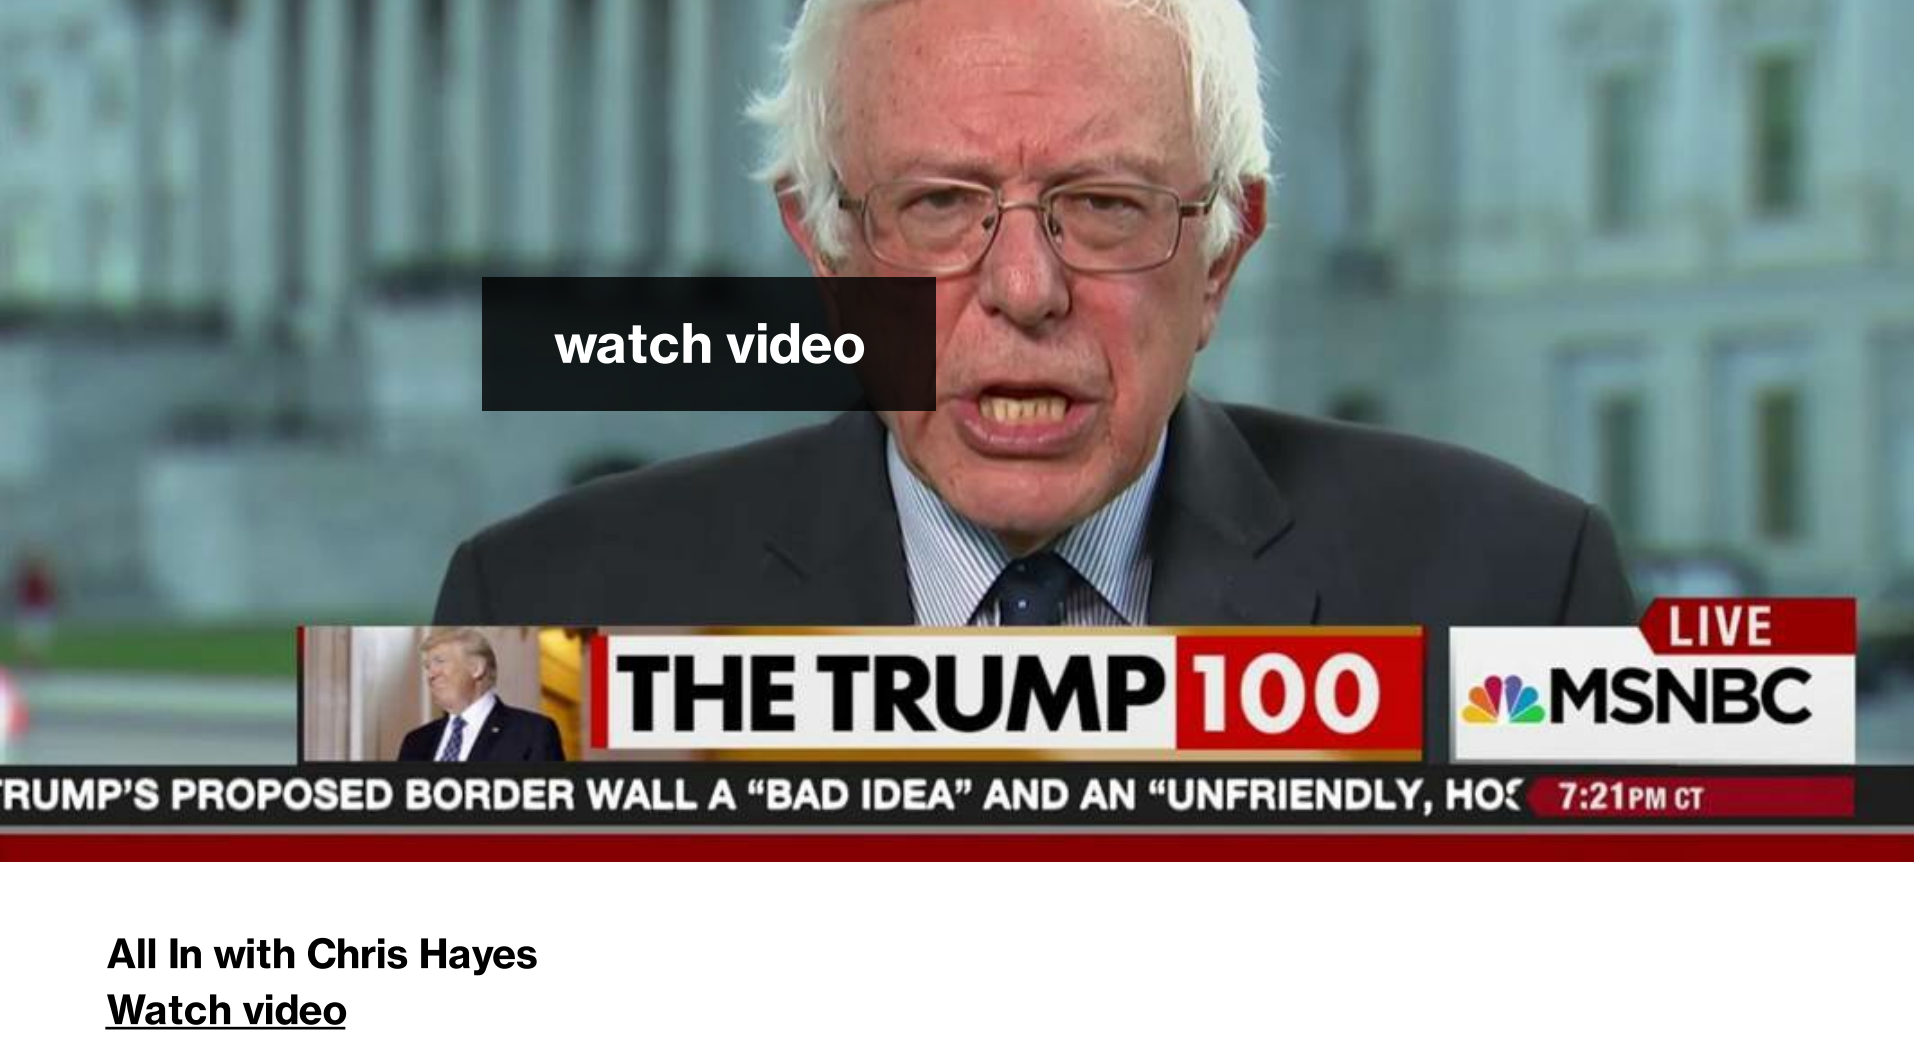 watch video
LIVE
THE TRUMP 100
MSNBC
TRUMP'S PROPOSED BORDER WALL A “BAD IDEA” AND AN “UNFRIENDLY,
7:21PM CT
All In with Chris Hayes
Watch video